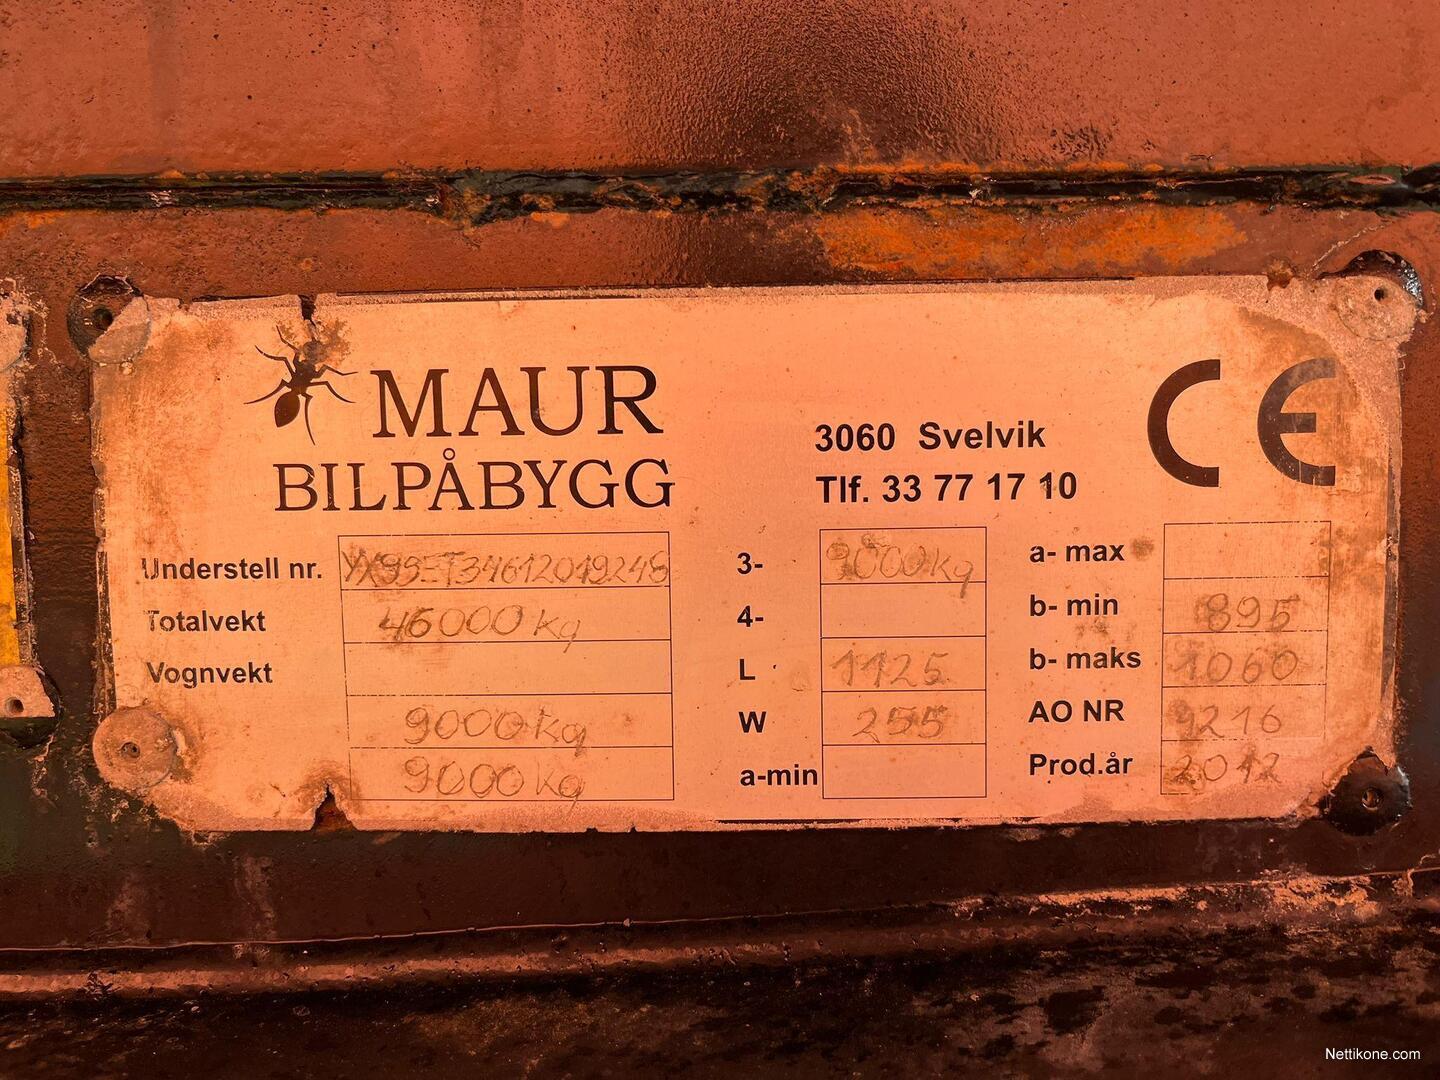 MAUR
BILPÅBYGG
3060 Svelvik
Tlf. 33 77 17 10
CE
Understell nr. YX99ET34612019248
Totalvekt 46000 kg
Vognvekt
9000 kg
9000 kg
3- 9000 kg
4-
L 1125
W 255
a-min
a- max
b- min 895
b- maks 1060
AO NR 9216
Prod.år 2012
Nettikone.com